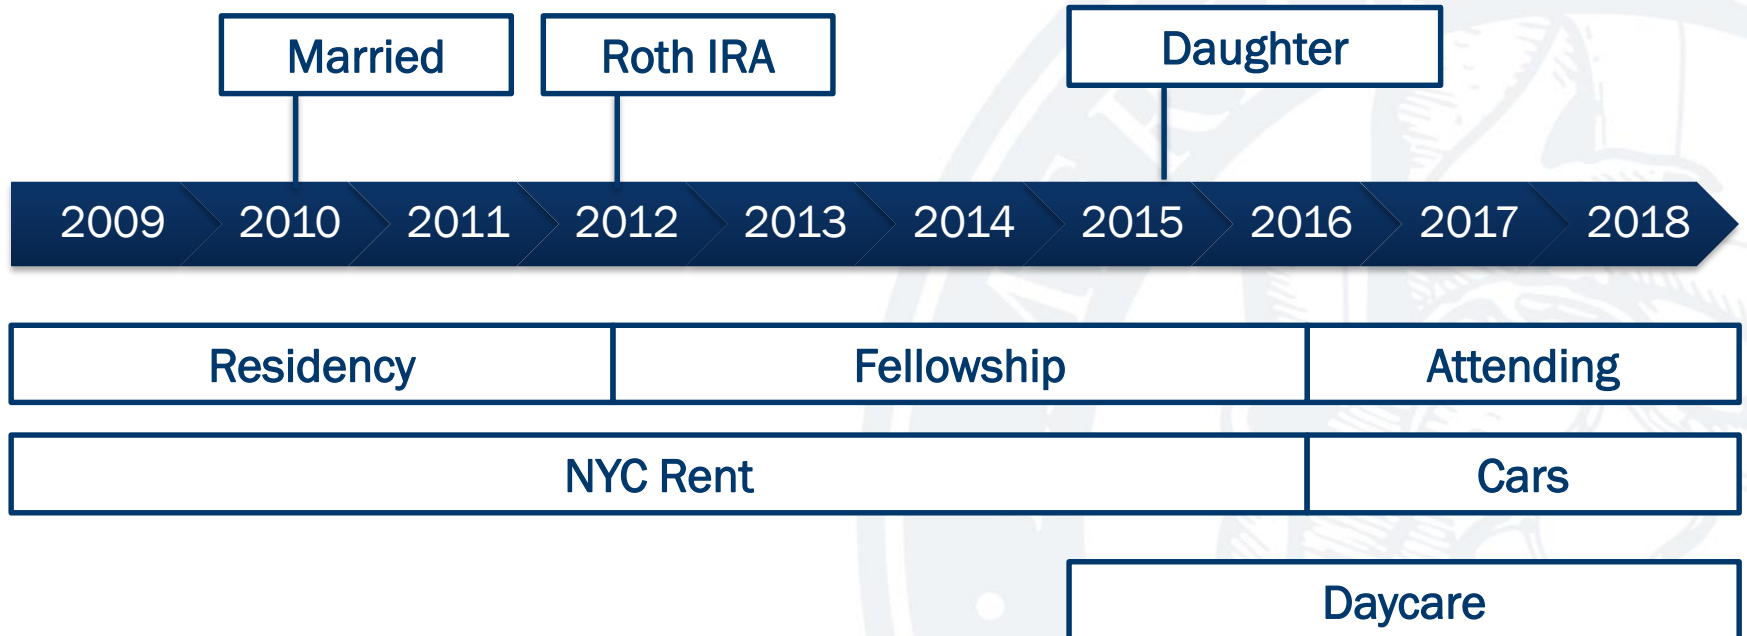 Married
Roth IRA
Daughter
2009 2010 2011 2012 2013 2014 2015 2016 2017 2018
Residency
Fellowship
Attending
NYC Rent
Cars
Daycare